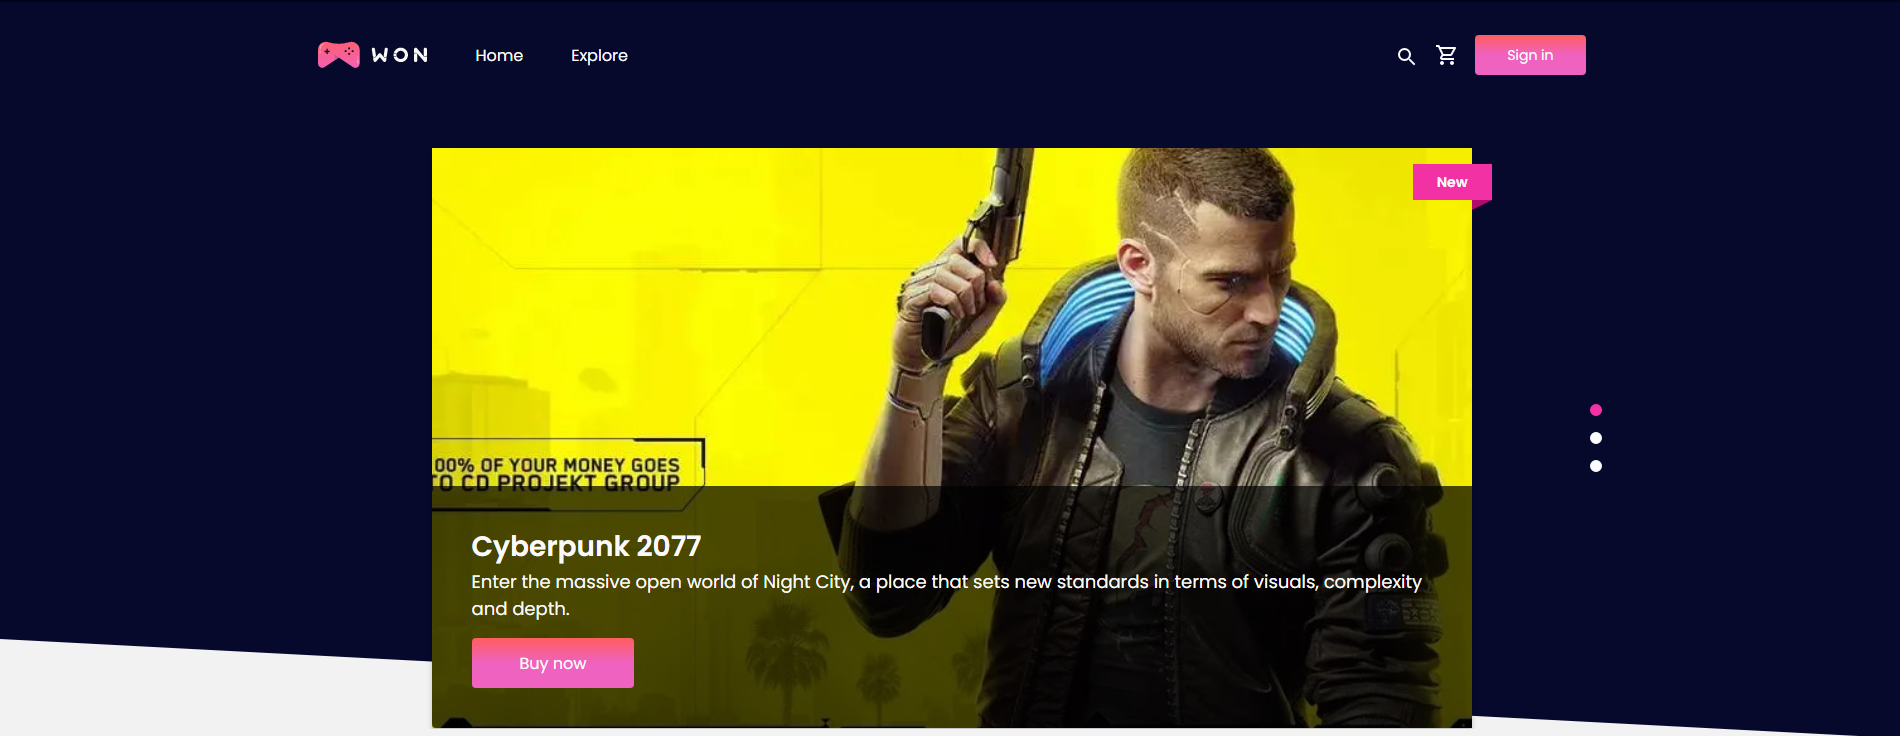 WON Home Explore Sign in
New
00% OF YOUR MONEY GOES
TO CD PROJEKT GROUP
Cyberpunk 2077
Enter the massive open world of Night City, a place that sets new standards in terms of visuals, complexity
and depth.
Buy now